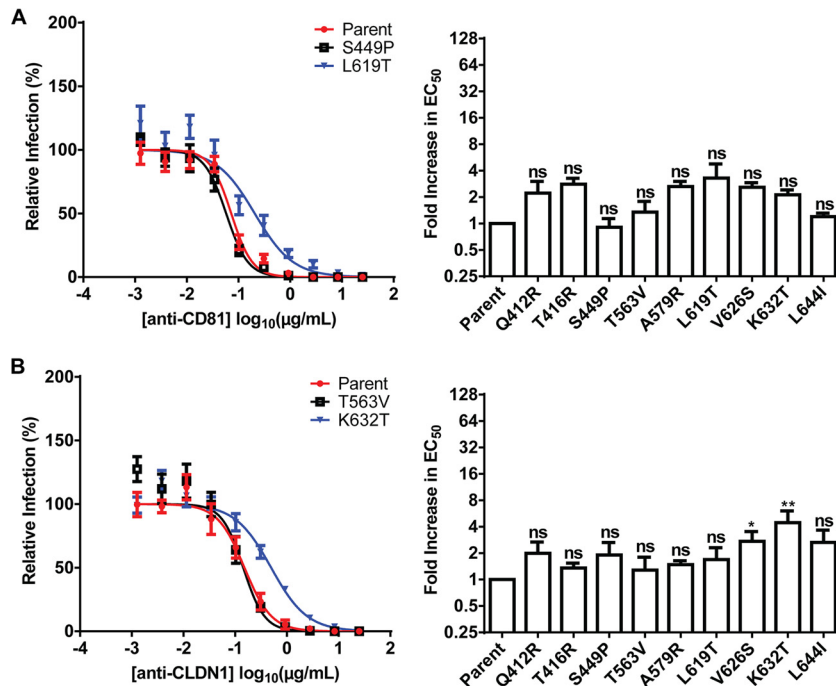 A
200
150
100
50
0
Relative Infection (%)
-4 -3 -2 -1 0 1 2
[anti-CD81] log10(µg/mL)
Parent
S449P
L619T
128
64
32
16
8
4
2
1
0.5
0.25
Fold Increase in EC50
ns ns ns ns ns ns ns ns ns
Parent Q412R T416R S449P T563V A579R L619T V626S K632T L644I
B
200
150
100
50
0
Relative Infection (%)
-4 -3 -2 -1 0 1 2
[anti-CLDN1] log10(µg/mL)
Parent
T563V
K632T
128
64
32
16
8
4
2
1
0.5
0.25
Fold Increase in EC50
ns ns ns ns ns ns * ** ns
Parent Q412R T416R S449P T563V A579R L619T V626S K632T L644I